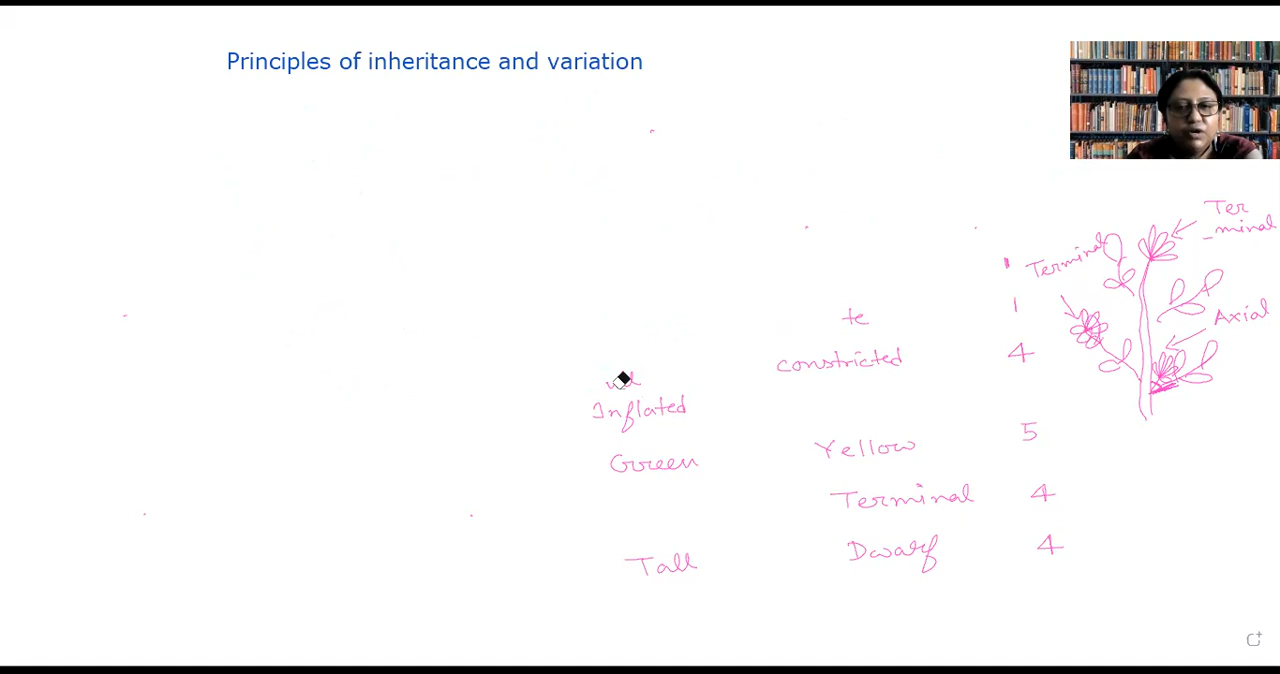 Principles of inheritance and variation
Ter
-minal
Terminal
1
te
Axial
constricted 4
Inflated
Green Yellow 5
Terminal 4
Tall Dwarf 4